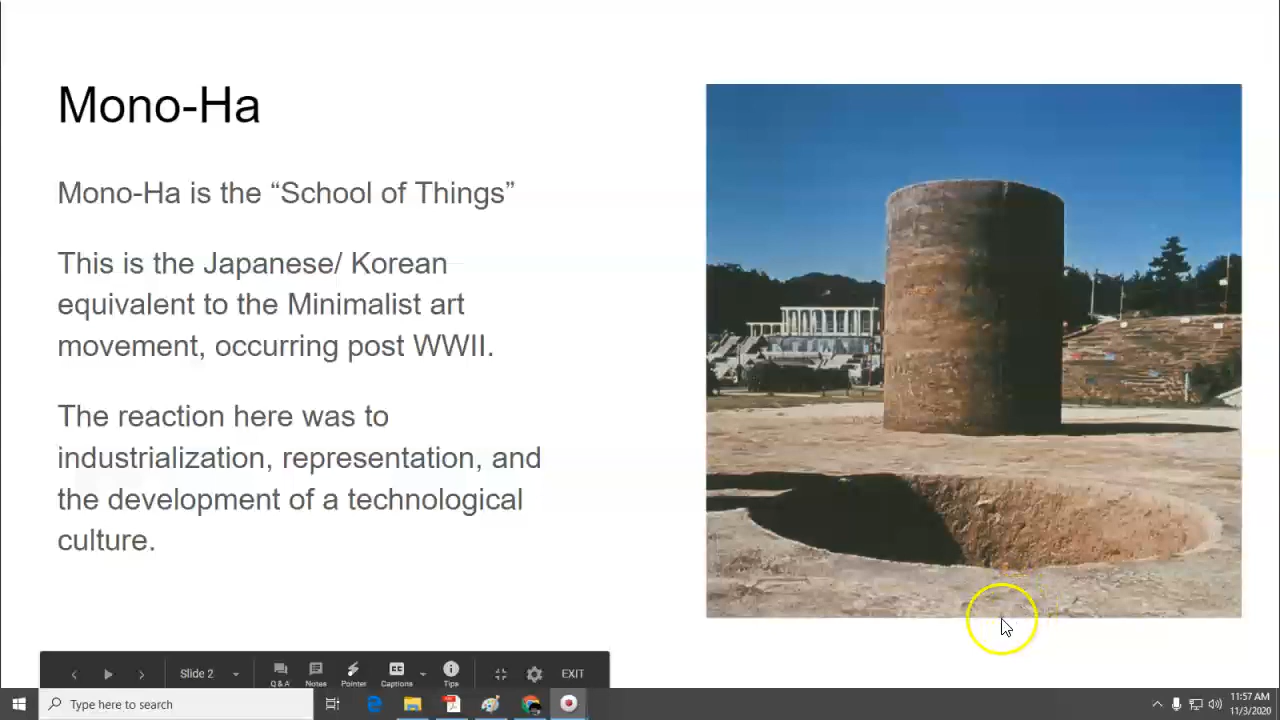 Mono-Ha
Mono-Ha is the “School of Things”
This is the Japanese/ Korean
equivalent to the Minimalist art
movement, occurring post WWII.
The reaction here was to
industrialization, representation, and
the development of a technological
culture.
Slide 2
Q & A
Notes
Pointer
CC
Captions
Tips
EXIT
Type here to search
11:57 AM
11/3/2020